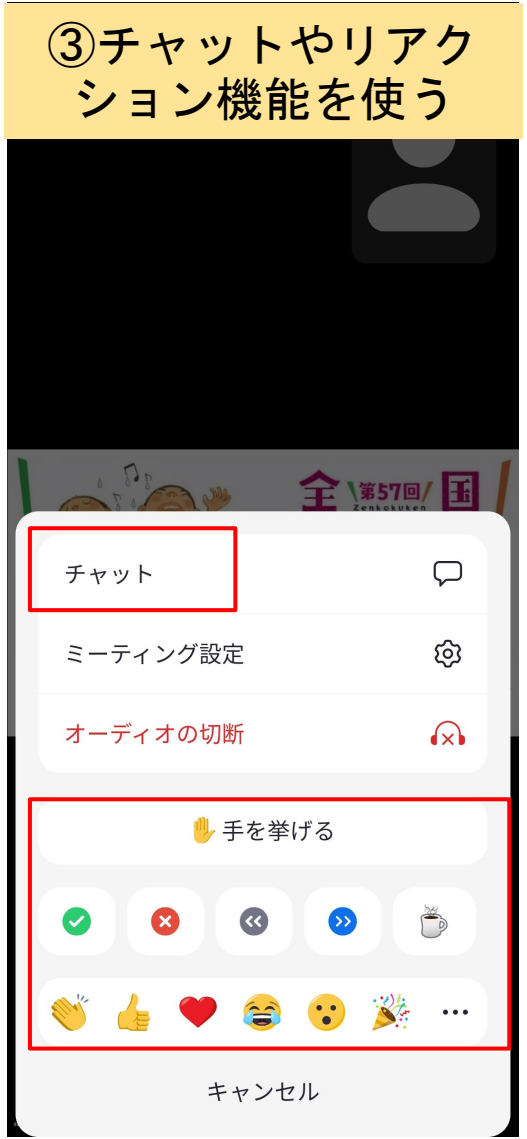 ③チャットやリアク
ション機能を使う
全 第57回 国
Zenkokuken
チャット
ミーティング設定
オーディオの切断
手を挙げる
キャンセル